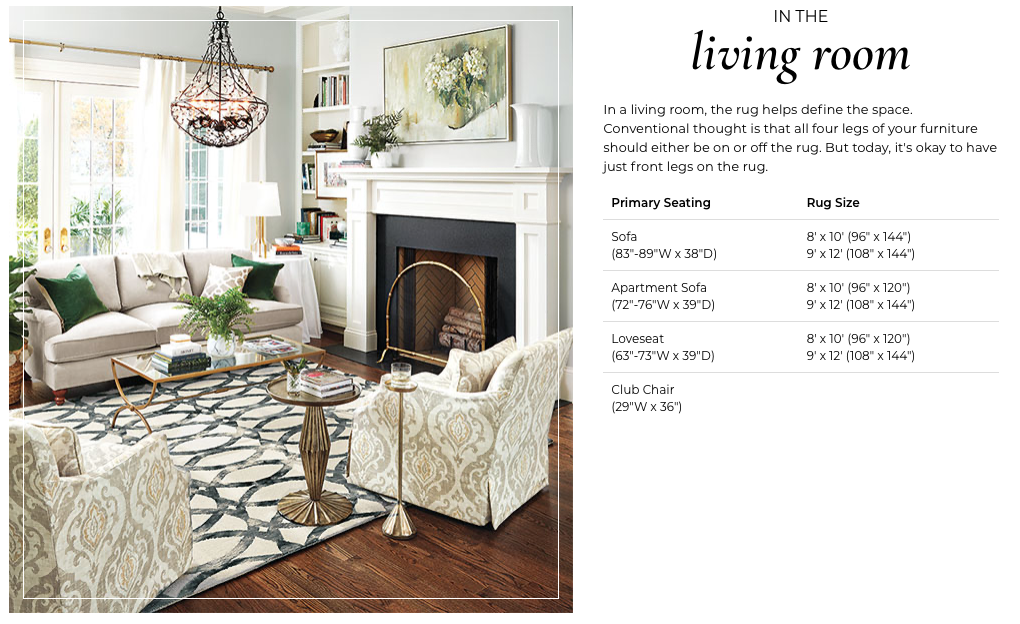 IN THE
living room
In a living room, the rug helps define the space.
Conventional thought is that all four legs of your furniture
should either be on or off the rug. But today, it's okay to have
just front legs on the rug.
Primary Seating Rug Size
Sofa 8' x 10' (96" x 144")
(83"-89"W x 38"D) 9' x 12' (108" x 144")
Apartment Sofa 8' x 10' (96" x 120")
(72"-76"W x 39"D) 9' x 12' (108" x 144")
Loveseat 8' x 10' (96" x 120")
(63"-73"W x 39"D) 9' x 12' (108" x 144")
Club Chair
(29"W x 36")